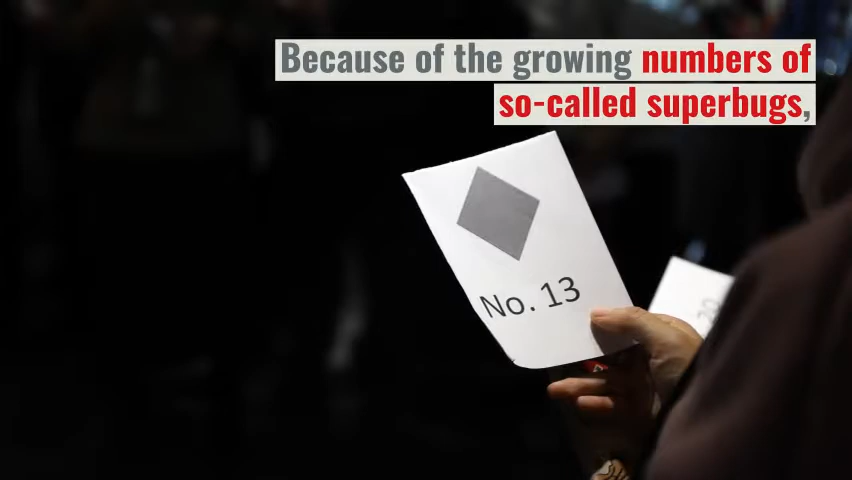 Because of the growing numbers of
so-called superbugs,
No. 13